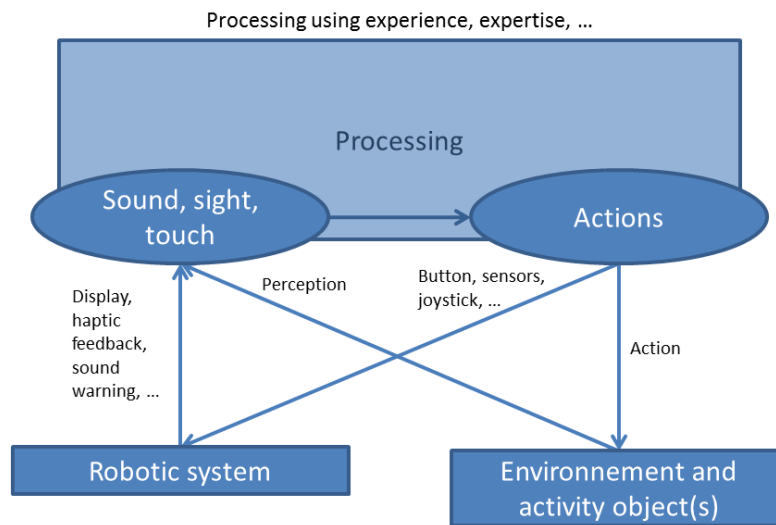 Processing using experience, expertise, …
Processing
Sound, sight,
touch
Actions
Display,
haptic
feedback,
sound
warning, …
Perception
Button, sensors,
joystick, …
Action
Robotic system
Environnement and
activity object(s)